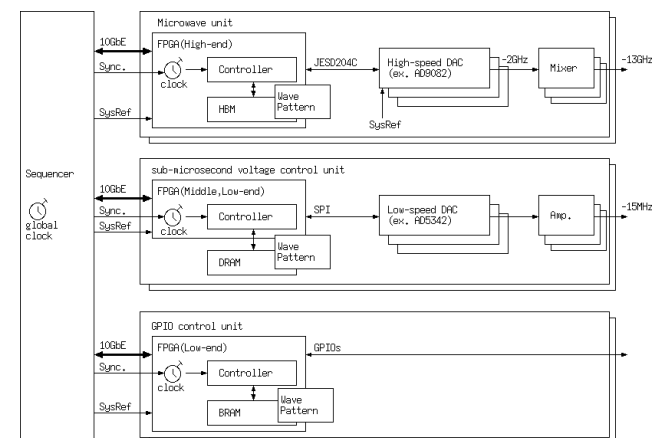 Microwave unit
10GbE
FPGA(High-end)
Sync.
clock
Controller
JESD204C
High-speed DAC
(ex. AD9082)
~2GHz
Mixer
~13GHz
HBM
Wave
Pattern
SysRef
SysRef
Sequencer
global
clock
sub-microsecond voltage control unit
10GbE
FPGA(Middle,Low-end)
Sync.
SysRef
clock
Controller
SPI
Low-speed DAC
(ex. AD5342)
Amp.
~15MHz
DRAM
Wave
Pattern
GPIO control unit
10GbE
FPGA(Low-end)
GPIOs
Sync.
clock
Controller
SysRef
BRAM
Wave
Pattern